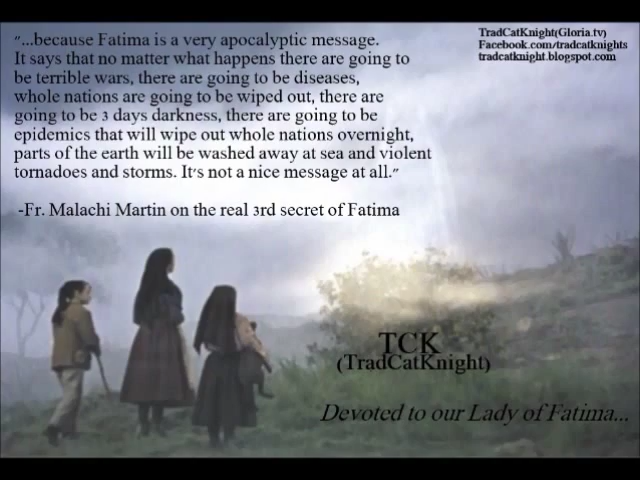 "...because Fatima is a very apocalyptic message.
It says that no matter what happens there are going to
be terrible wars, there are going to be diseases,
whole nations are going to be wiped out, there are
going to be 3 days darkness, there are going to be
epidemics that will wipe out whole nations overnight,
parts of the earth will be washed away at sea and violent
tornadoes and storms. It's not a nice message at all."
-Fr. Malachi Martin on the real 3rd secret of Fatima
TradCatKnight(Gloria.tv)
Facebook.com/tradcatknights
tradcatknight.blogspot.com
TCK
(TradCatKnight)
Devoted to our Lady of Fatima...